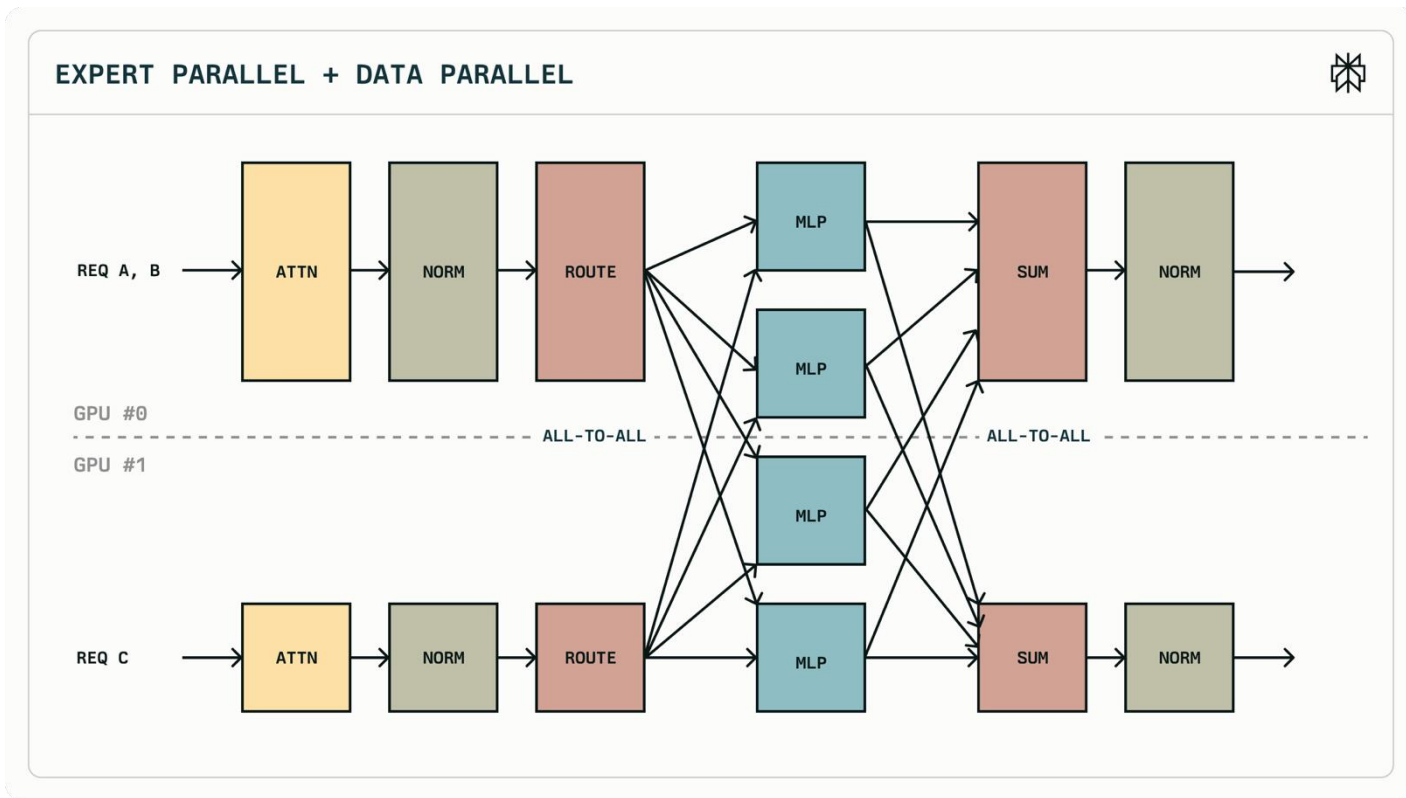 EXPERT PARALLEL + DATA PARALLEL
REQ A, B
ATTN
NORM
ROUTE
MLP
SUM
NORM
MLP
GPU #0
ALL-TO-ALL
ALL-TO-ALL
GPU #1
MLP
REQ C
ATTN
NORM
ROUTE
MLP
SUM
NORM